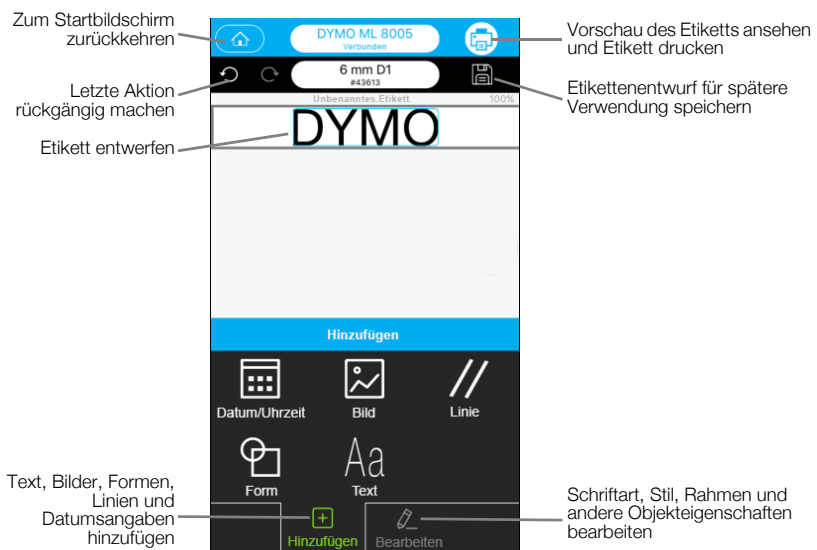 Zum Startbildschirm
zurückkehren
DYMO ML 8005
Verbunden
Vorschau des Etiketts ansehen
und Etikett drucken
Letzte Aktion
rückgängig machen
6 mm D1
#43613
Etikettenentwurf für spätere
Verwendung speichern
Unbenanntes.Etikett
100%
Etikett entwerfen
DYMO
Hinzufügen
Datum/Uhrzeit
Bild
Linie
Form
Aa
Text
Text, Bilder, Formen,
Linien und
Datumsangaben
hinzufügen
Hinzufügen
Bearbeiten
Schriftart, Stil, Rahmen und
andere Objekteigenschaften
bearbeiten